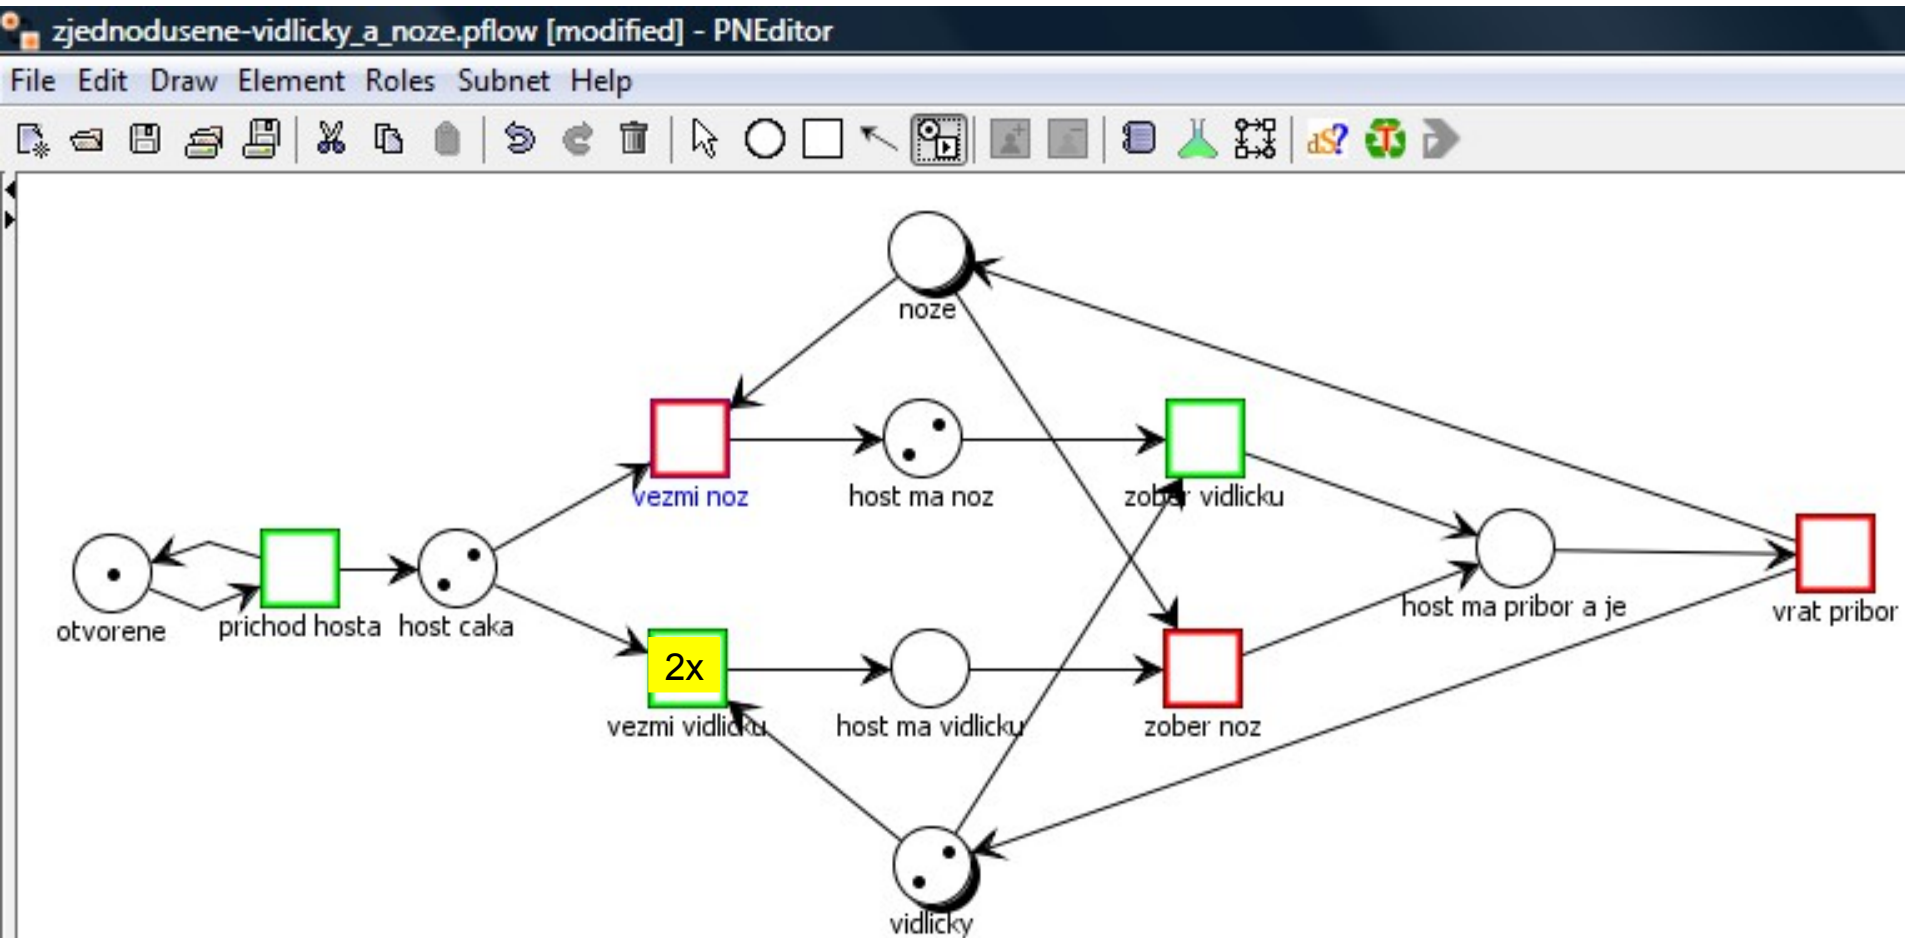 zjednodusene-vidlicky_a_noze.pflow [modified] - PNEditor
File Edit Draw Element Roles Subnet Help
dS?
T
noze
vezmi noz
host ma noz
zober vidlicku
otvorene
prichod hosta
host caka
host ma pribor a je
vrat pribor
2x
vezmi vidlicku
host ma vidlicku
zober noz
vidlicky